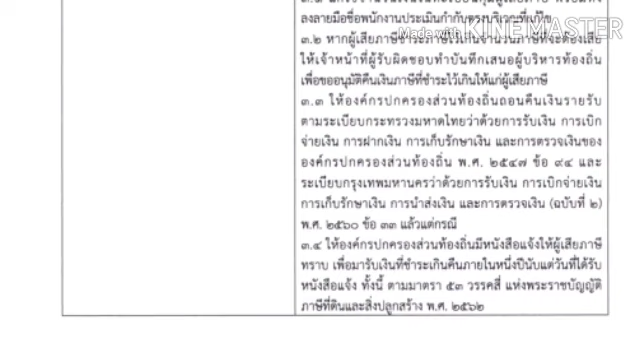 ลงลายมือชื่อพนักงานประเมินกำกับตรงบริเวณที่แก้ไข
Made with KINEMASTER
๓.๒ หากผู้เสียภาษีชำระภาษีไว้เกินจำนวนภาษีที่จะต้องเสีย
ให้เจ้าหน้าที่ผู้รับผิดชอบทำบันทึกเสนอผู้บริหารท้องถิ่น
เพื่อขออนุมัติคืนเงินภาษีที่ชำระไว้เกินให้แก่ผู้เสียภาษี
๓.๓ ให้องค์กรปกครองส่วนท้องถิ่นถอนคืนเงินรายรับ
ตามระเบียบกระทรวงมหาดไทยว่าด้วยการรับเงิน การเบิก
จ่ายเงิน การฝากเงิน การเก็บรักษาเงิน และการตรวจเงินของ
องค์กรปกครองส่วนท้องถิ่น พ.ศ. ๒๕๔๗ ข้อ ๙๔ และ
ระเบียบกรุงเทพมหานครว่าด้วยการรับเงิน การเบิกจ่ายเงิน
การเก็บรักษาเงิน การนำส่งเงิน และการตรวจเงิน (ฉบับที่ ๒)
พ.ศ. ๒๕๖๐ ข้อ ๓๓ แล้วแต่กรณี
๓.๔ ให้องค์กรปกครองส่วนท้องถิ่นมีหนังสือแจ้งให้ผู้เสียภาษี
ทราบ เพื่อมารับเงินที่ชำระเกินคืนภายในหนึ่งปีนับแต่วันที่ได้รับ
หนังสือแจ้ง ทั้งนี้ ตามมาตรา ๕๓ วรรคสี่ แห่งพระราชบัญญัติ
ภาษีที่ดินและสิ่งปลูกสร้าง พ.ศ. ๒๕๖๒